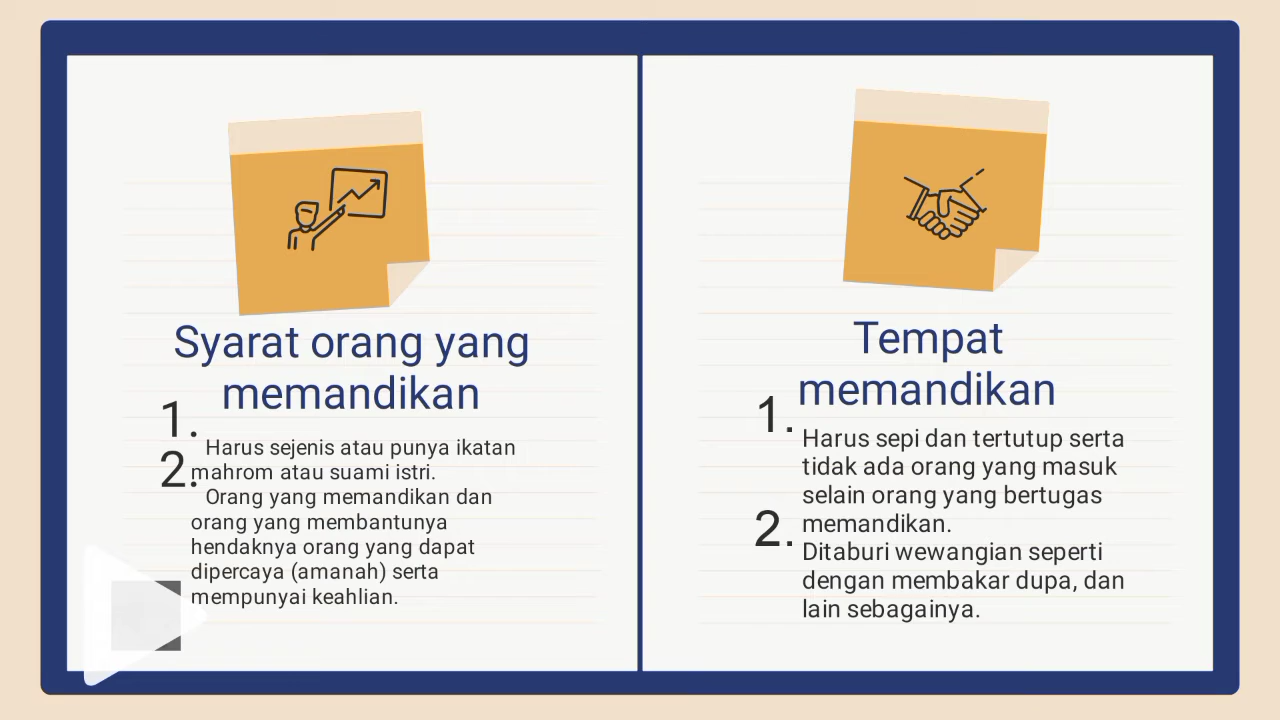 Syarat orang yang
memandikan
1. Harus sejenis atau punya ikatan
mahrom atau suami istri.
2. Orang yang memandikan dan
orang yang membantunya
hendaknya orang yang dapat
dipercaya (amanah) serta
mempunyai keahlian.
Tempat
memandikan
1. Harus sepi dan tertutup serta
tidak ada orang yang masuk
selain orang yang bertugas
memandikan.
2. Ditaburi wewangian seperti
dengan membakar dupa, dan
lain sebagainya.